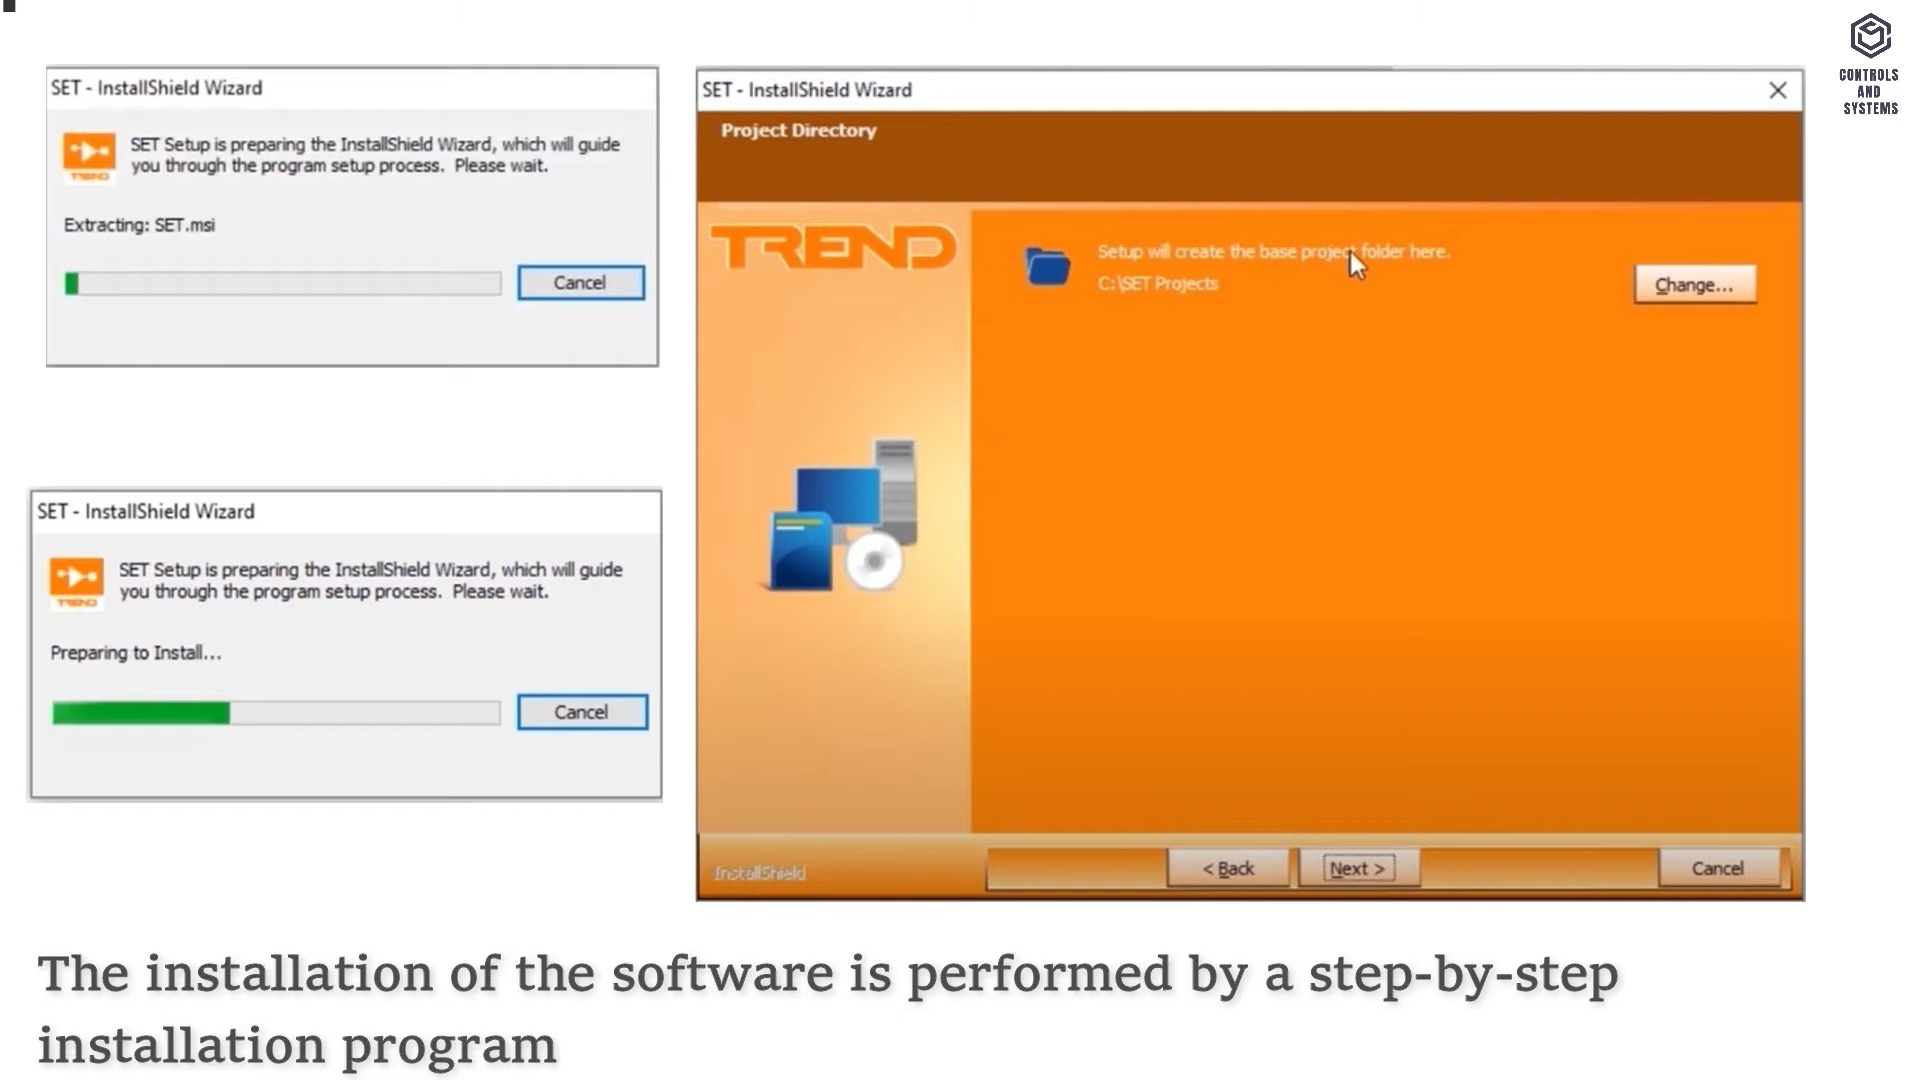 CONTROLS
AND
SYSTEMS
SET - InstallShield Wizard
SET Setup is preparing the InstallShield Wizard, which will guide
you through the program setup process. Please wait.
TREND
Extracting: SET.msi
Cancel
SET - InstallShield Wizard
SET Setup is preparing the InstallShield Wizard, which will guide
you through the program setup process. Please wait.
TREND
Preparing to Install...
Cancel
SET - InstallShield Wizard
Project Directory
TREND
Setup will create the base project folder here.
C:\SET Projects
Change...
InstallShield
< Back
Next >
Cancel
The installation of the software is performed by a step-by-step
installation program